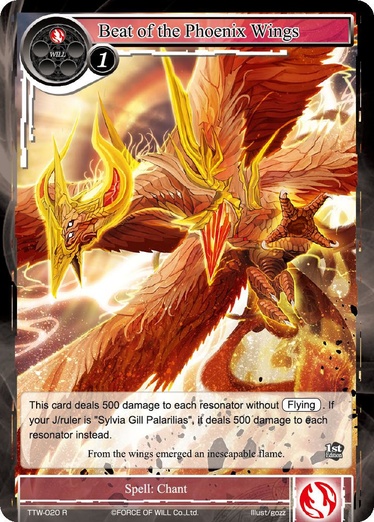 Beat of the Phoenix Wings
WILL
1
This card deals 500 damage to each resonator without Flying . If
your J/ruler is "Sylvia Gill Palarilias", it deals 500 damage to each
resonator instead.
From the wings emerged an inescapable flame.
1st
Edition
Spell: Chant
TTW-020 R
©FORCE OF WILL Co.,Ltd.
Illust/gozz